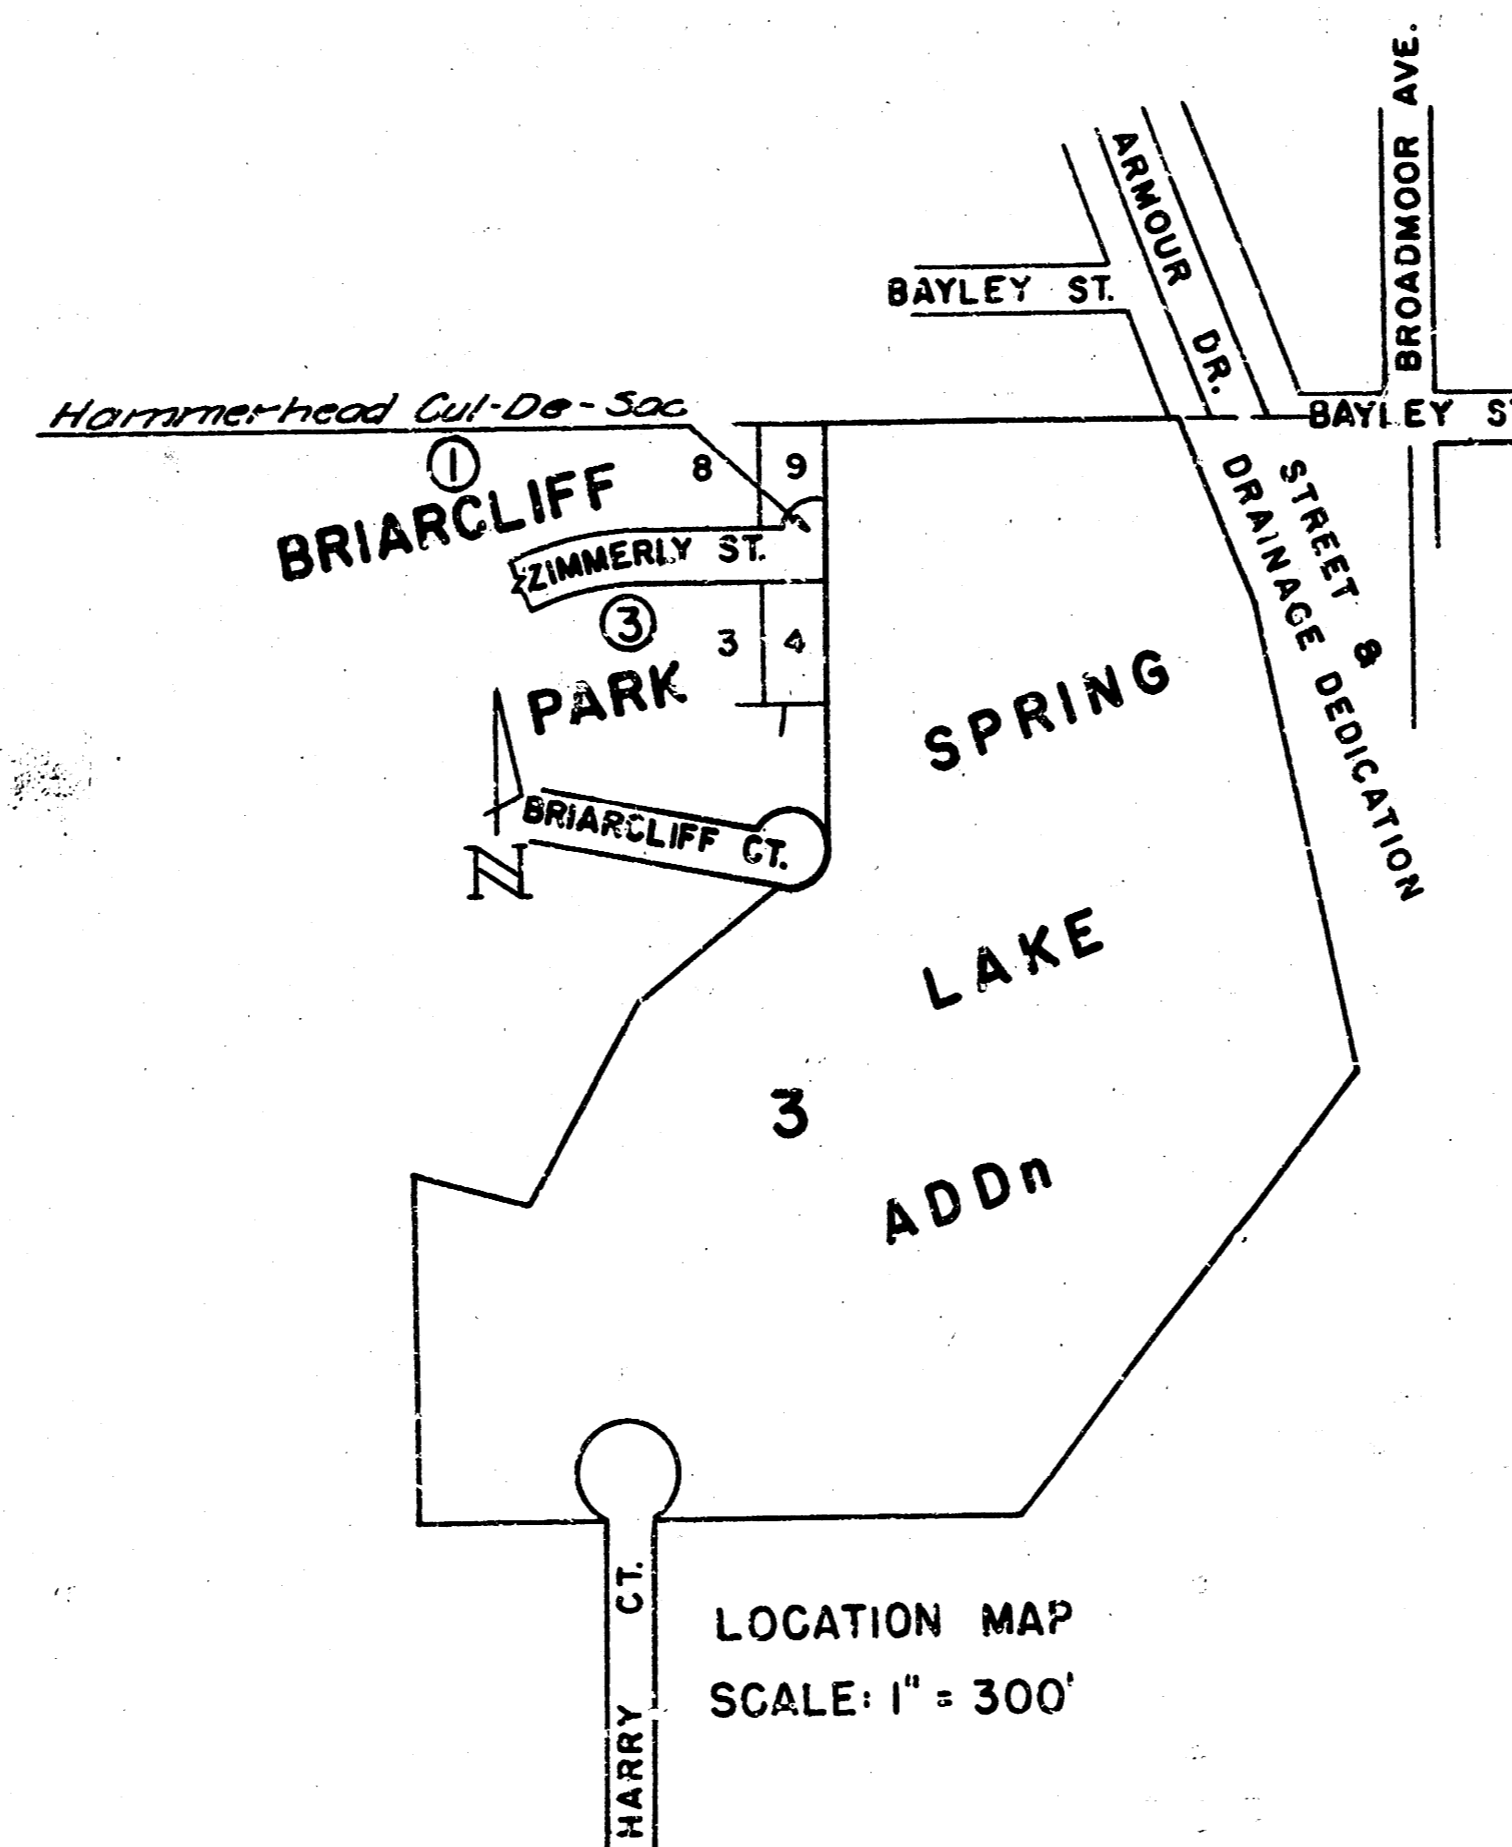 BROADMOOR AVE.
ARMOUR DR.
BAYLEY ST.
Hammerhead Cul-De-Sac
BAYLEY ST
1
8
9
BRIARCLIFF
STREET &
DRAINAGE DEDICATION
ZIMMERLY ST.
3
3
4
PARK
SPRING
BRIARCLIFF CT.
N
LAKE
3
ADDn
HARRY CT.
LOCATION MAP
SCALE: 1" = 300'